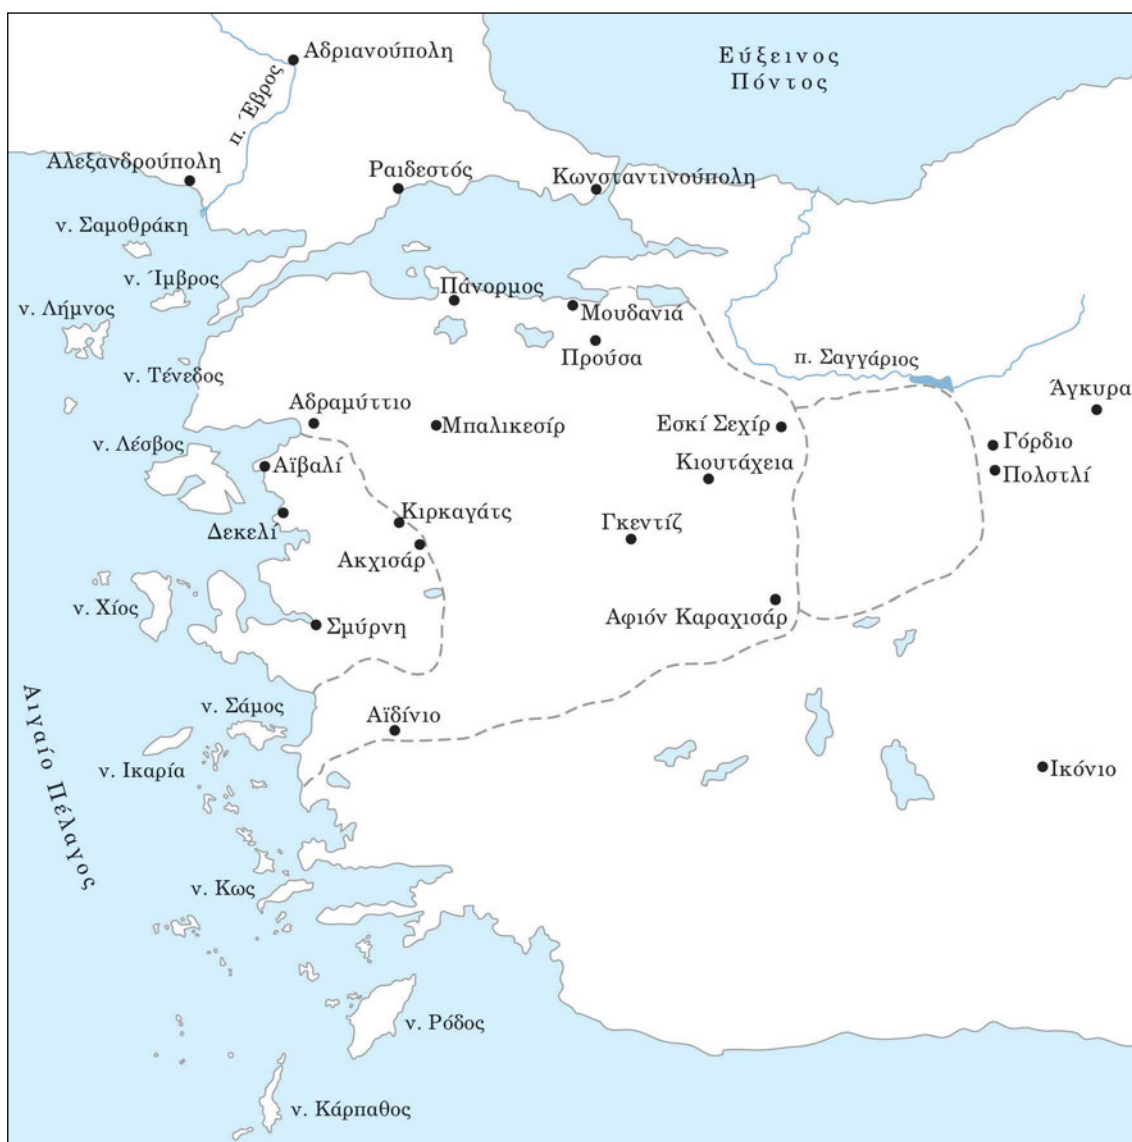 Αδριανούπολη
Εύξεινος
Πόντος
π. Έβρος
Αλεξανδρούπολη
Ραιδεστός
Κωνσταντινούπολη
ν. Σαμοθράκη
ν. Ίμβρος
Πάνορμος
ν. Λήμνος
Μουδανιά
Προύσα
π. Σαγγάριος
ν. Τένεδος
Άγκυρα
Αδραμύττιο
Μπαλικεσίρ
Εσκί Σεχίρ
ν. Λέσβος
Γόρδιο
Αϊβαλί
Κιουτάχεια
Πολστλί
Δεκελί
Κιρκαγάτς
Γκεντίζ
Ακχισάρ
ν. Χίος
Αφιόν Καραχισάρ
Σμύρνη
ν. Σάμος
Αϊδίνιο
ν. Ικαρία
Ικόνιο
Αιγαίο Πέλαγος
ν. Κως
ν. Ρόδος
ν. Κάρπαθος